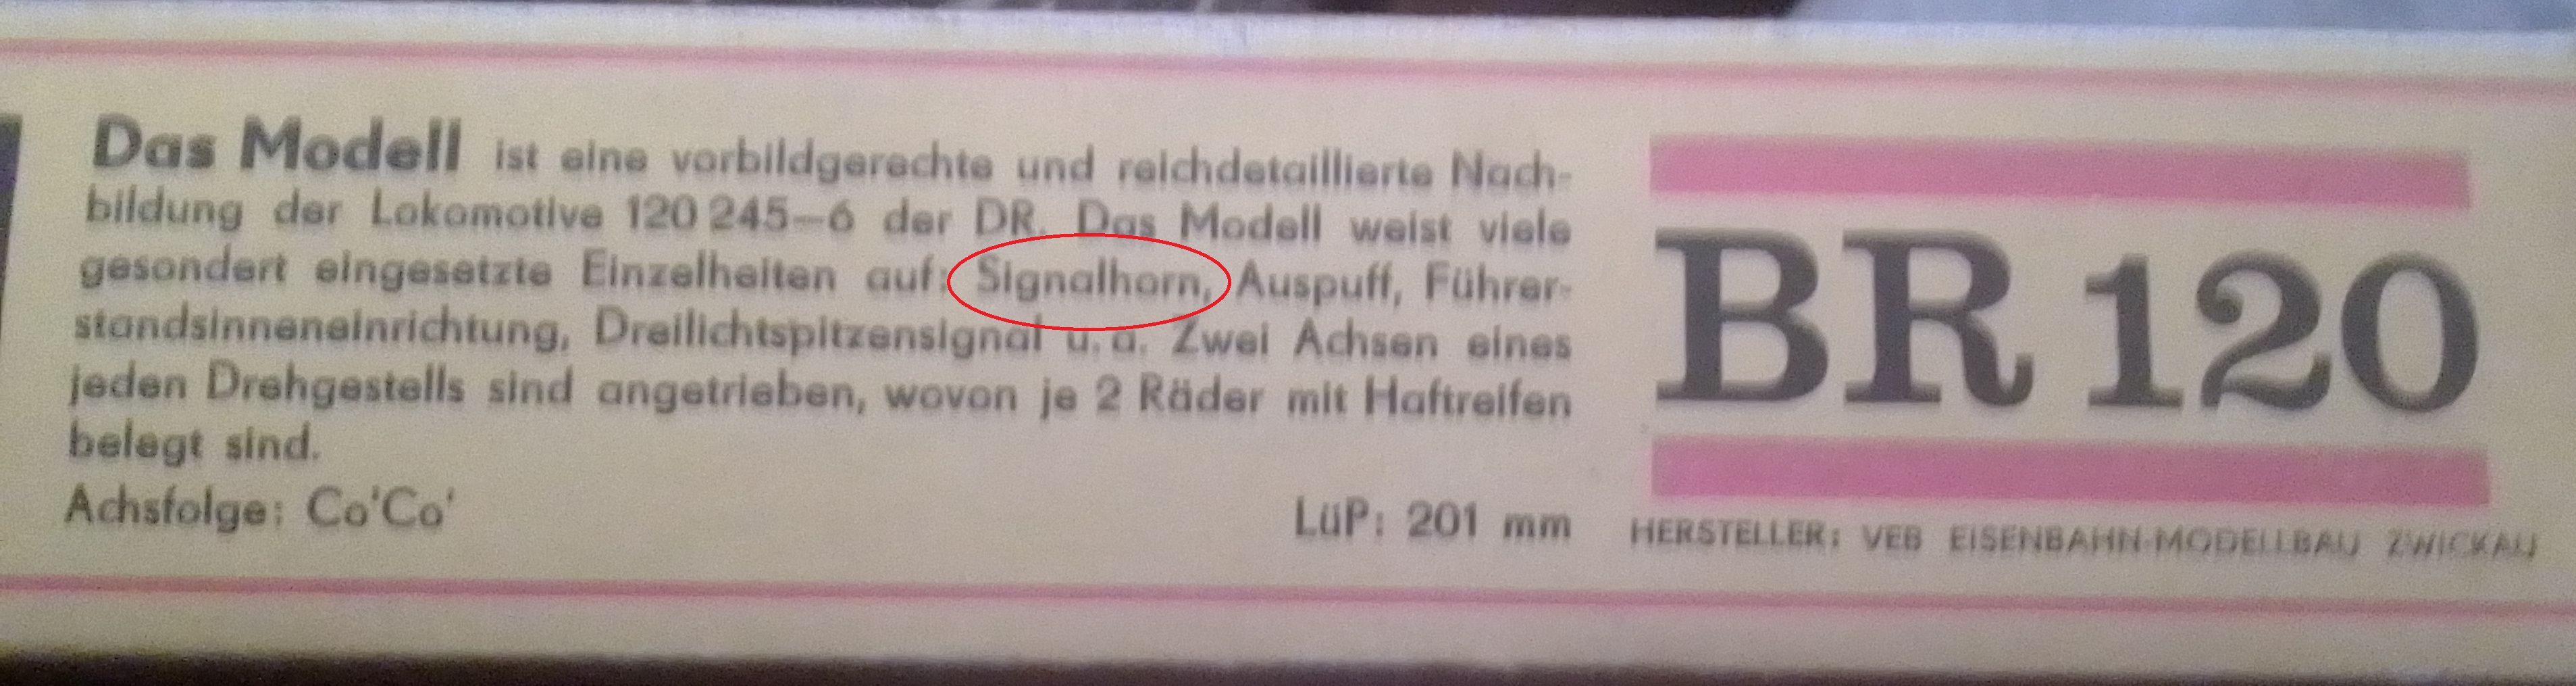 Das Modell ist eine vorbildgerechte und reichdetaillierte Nach-
bildung der Lokomotive 120 245–6 der DR. Das Modell weist viele
gesondert eingesetzte Einzelheiten auf: Signalhorn, Auspuff, Führer-
standsinneneinrichtung, Dreilichtspitzensignal u. a. Zwei Achsen eines
jeden Drehgestells sind angetrieben, wovon je 2 Räder mit Haftreifen
belegt sind.
Achsfolge: Co'Co'
LüP: 201 mm
BR 120
HERSTELLER: VEB EISENBAHN-MODELLBAU ZWICKAU